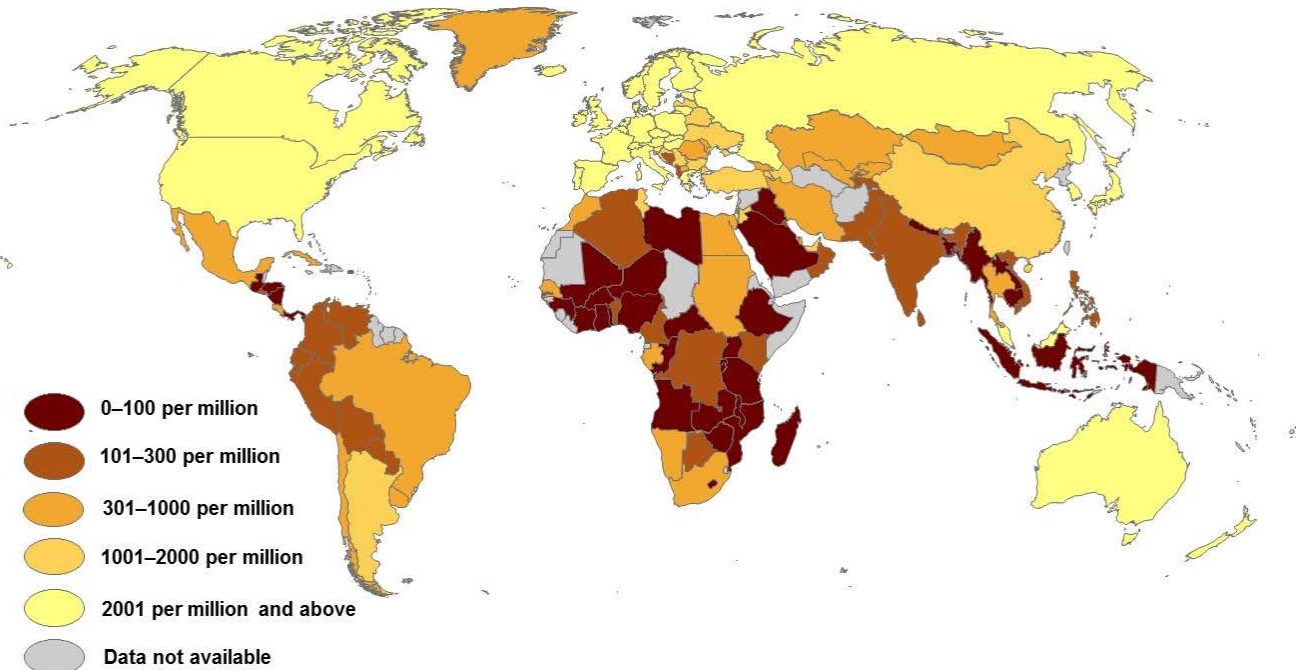 0–100 per million
101–300 per million
301–1000 per million
1001–2000 per million
2001 per million and above
Data not available